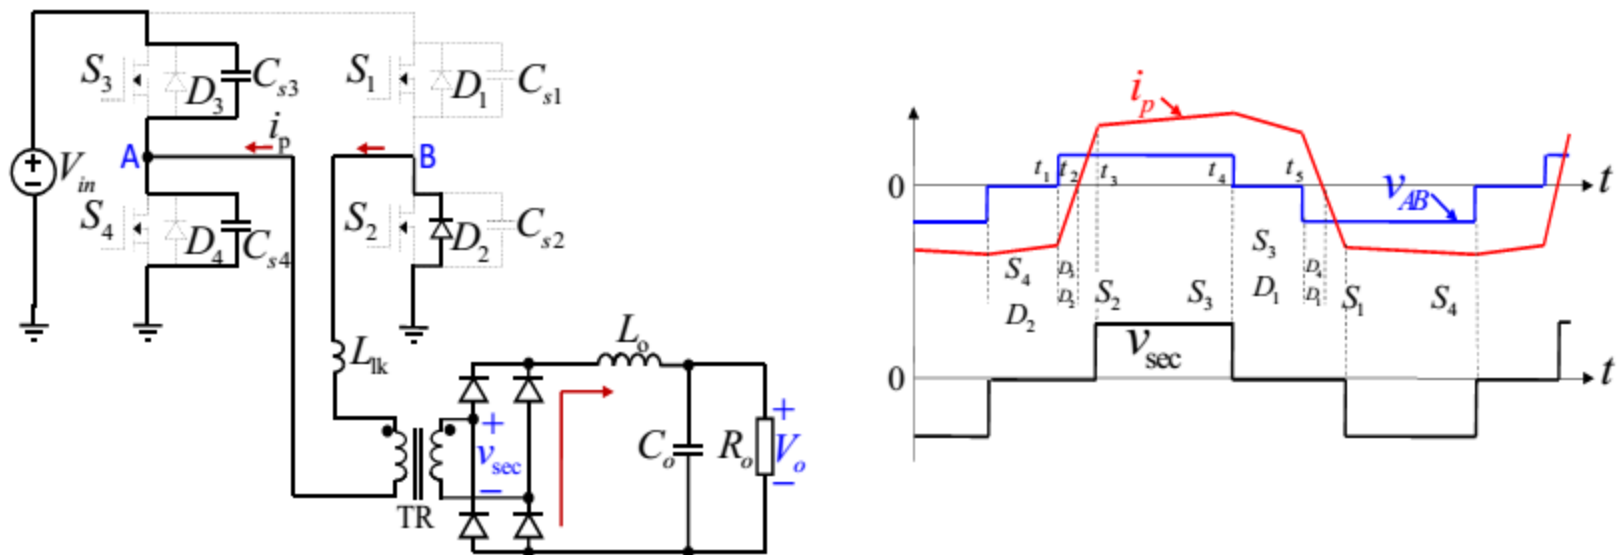 S3
D3
Cs3
S1
D1
Cs1
ip
A
B
Vin
S4
D4
Cs4
S2
D2
Cs2
Llk
TR
+
vsec
−
Lo
Co
Ro
+
Vo
−
ip
0
t1
t2
t3
t4
t5
vAB
t
S4
D2
D3
D2
S2
S3
S3
D1
D4
D1
S1
S4
vsec
0
t